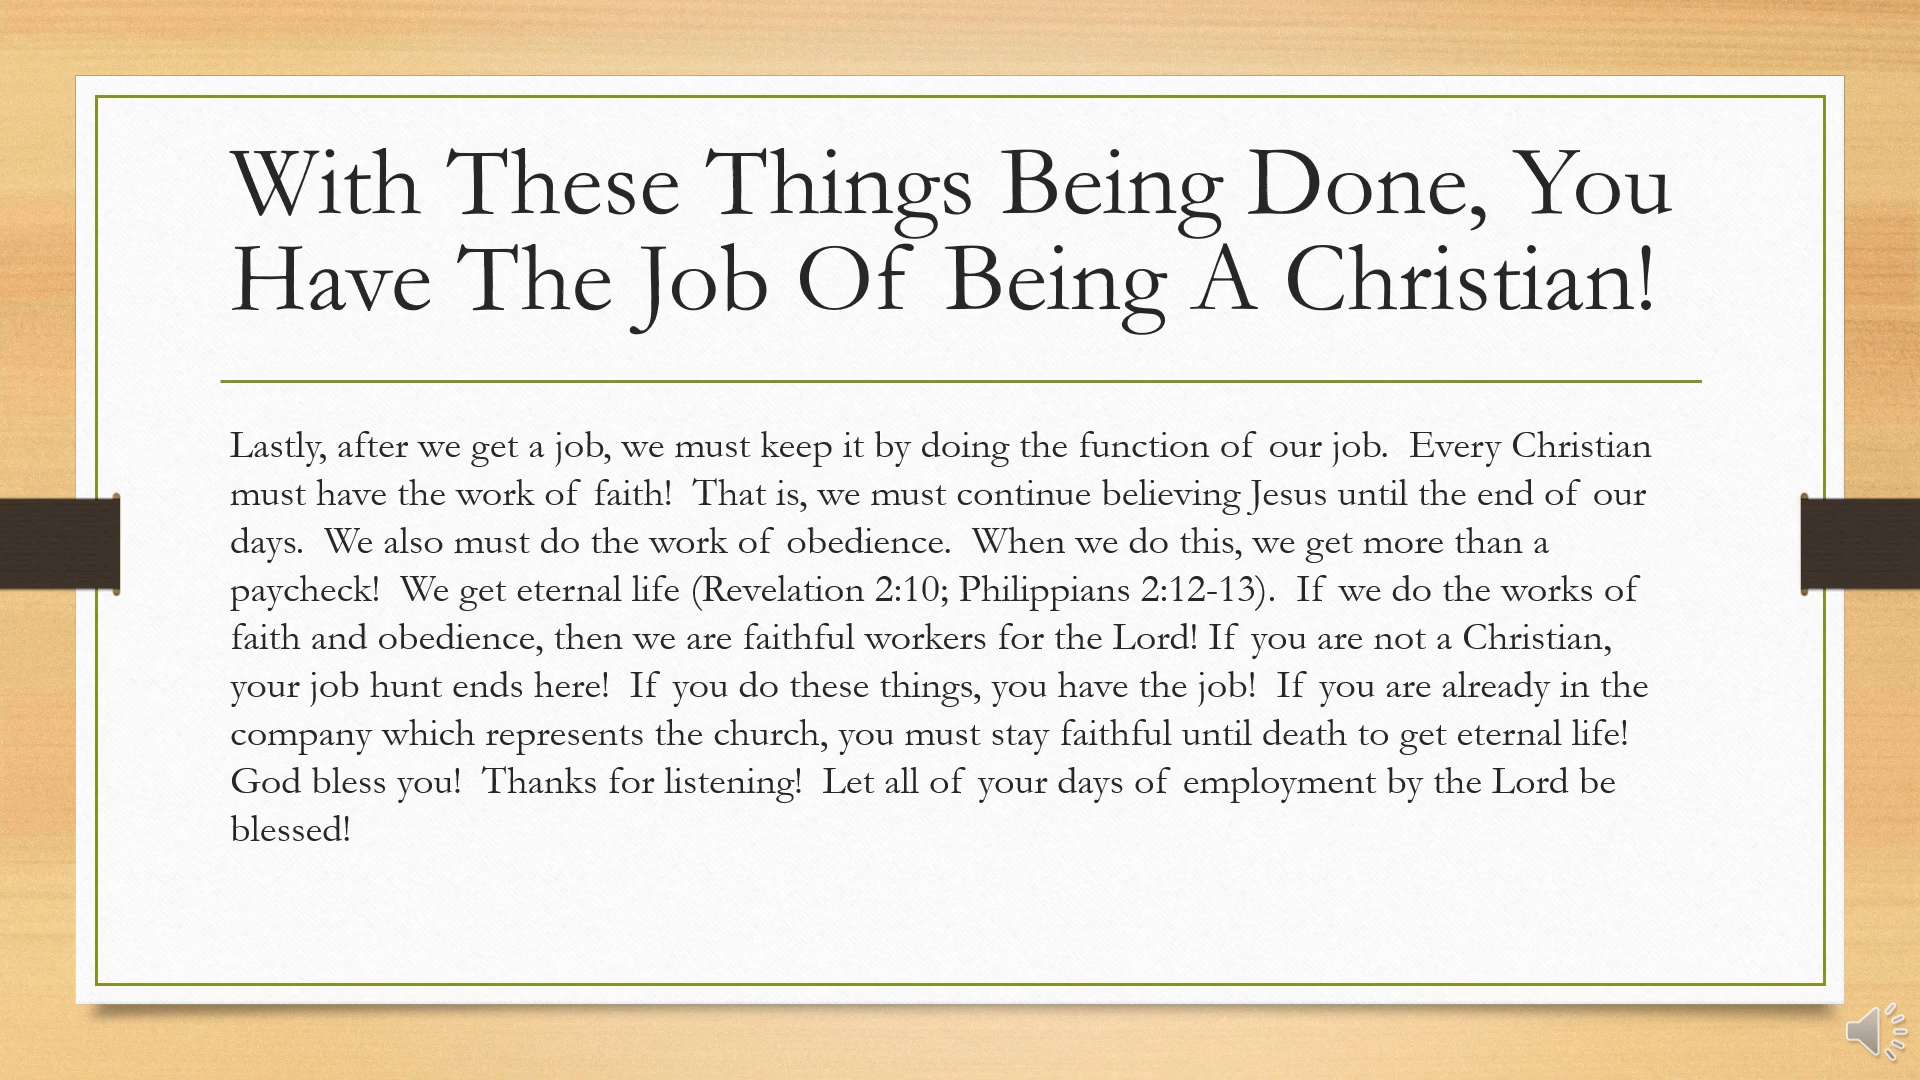 With These Things Being Done, You
Have The Job Of Being A Christian!
Lastly, after we get a job, we must keep it by doing the function of our job.  Every Christian
must have the work of faith!  That is, we must continue believing Jesus until the end of our
days.  We also must do the work of obedience.  When we do this, we get more than a
paycheck!  We get eternal life (Revelation 2:10; Philippians 2:12-13).  If we do the works of
faith and obedience, then we are faithful workers for the Lord! If you are not a Christian,
your job hunt ends here!  If you do these things, you have the job!  If you are already in the
company which represents the church, you must stay faithful until death to get eternal life!
God bless you!  Thanks for listening!  Let all of your days of employment by the Lord be
blessed!